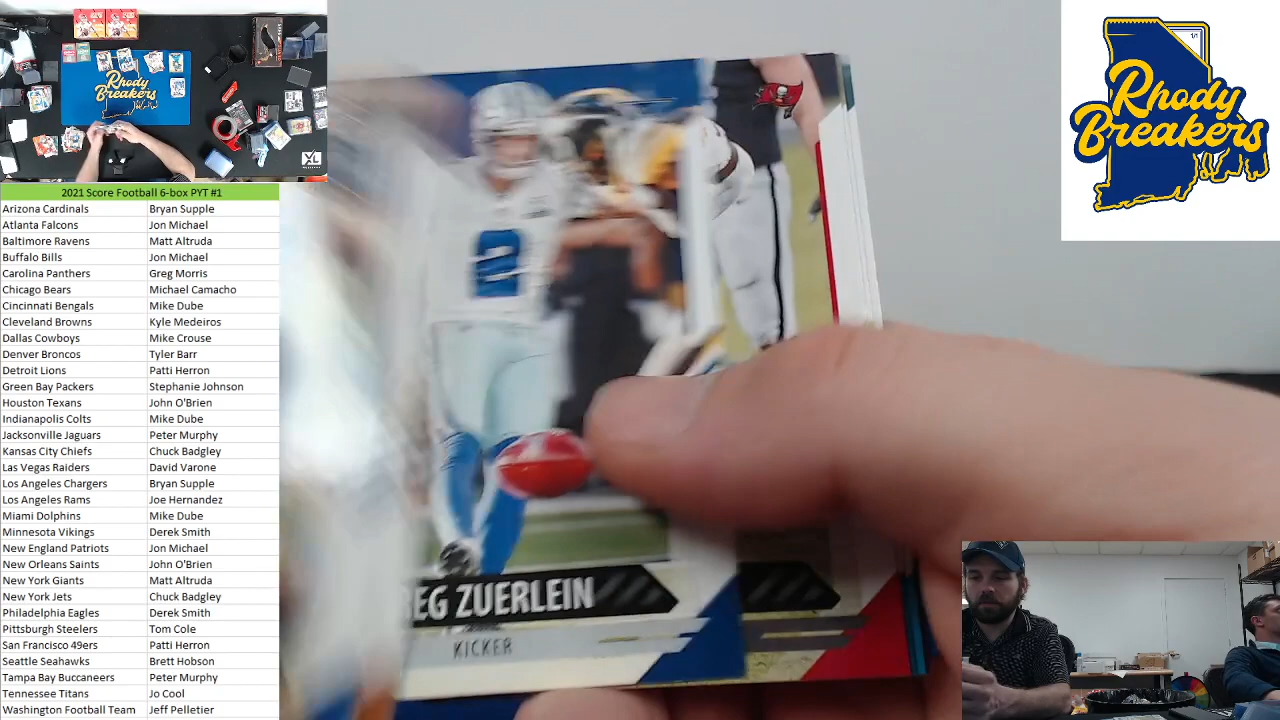 Rhody
Breakers
XL
2021 Score Football 6-box PYT #1
Arizona Cardinals Bryan Supple
Atlanta Falcons Jon Michael
Baltimore Ravens Matt Altruda
Buffalo Bills Jon Michael
Carolina Panthers Greg Morris
Chicago Bears Michael Camacho
Cincinnati Bengals Mike Dube
Cleveland Browns Kyle Medeiros
Dallas Cowboys Mike Crouse
Denver Broncos Tyler Barr
Detroit Lions Patti Herron
Green Bay Packers Stephanie Johnson
Houston Texans John O'Brien
Indianapolis Colts Mike Dube
Jacksonville Jaguars Peter Murphy
Kansas City Chiefs Chuck Badgley
Las Vegas Raiders David Varone
Los Angeles Chargers Bryan Supple
Los Angeles Rams Joe Hernandez
Miami Dolphins Mike Dube
Minnesota Vikings Derek Smith
New England Patriots Jon Michael
New Orleans Saints John O'Brien
New York Giants Matt Altruda
New York Jets Chuck Badgley
Philadelphia Eagles Derek Smith
Pittsburgh Steelers Tom Cole
San Francisco 49ers Patti Herron
Seattle Seahawks Brett Hobson
Tampa Bay Buccaneers Peter Murphy
Tennessee Titans Jo Cool
Washington Football Team Jeff Pelletier
2
REG ZUERLEIN
KICKER
1/1
Rhody
Breakers